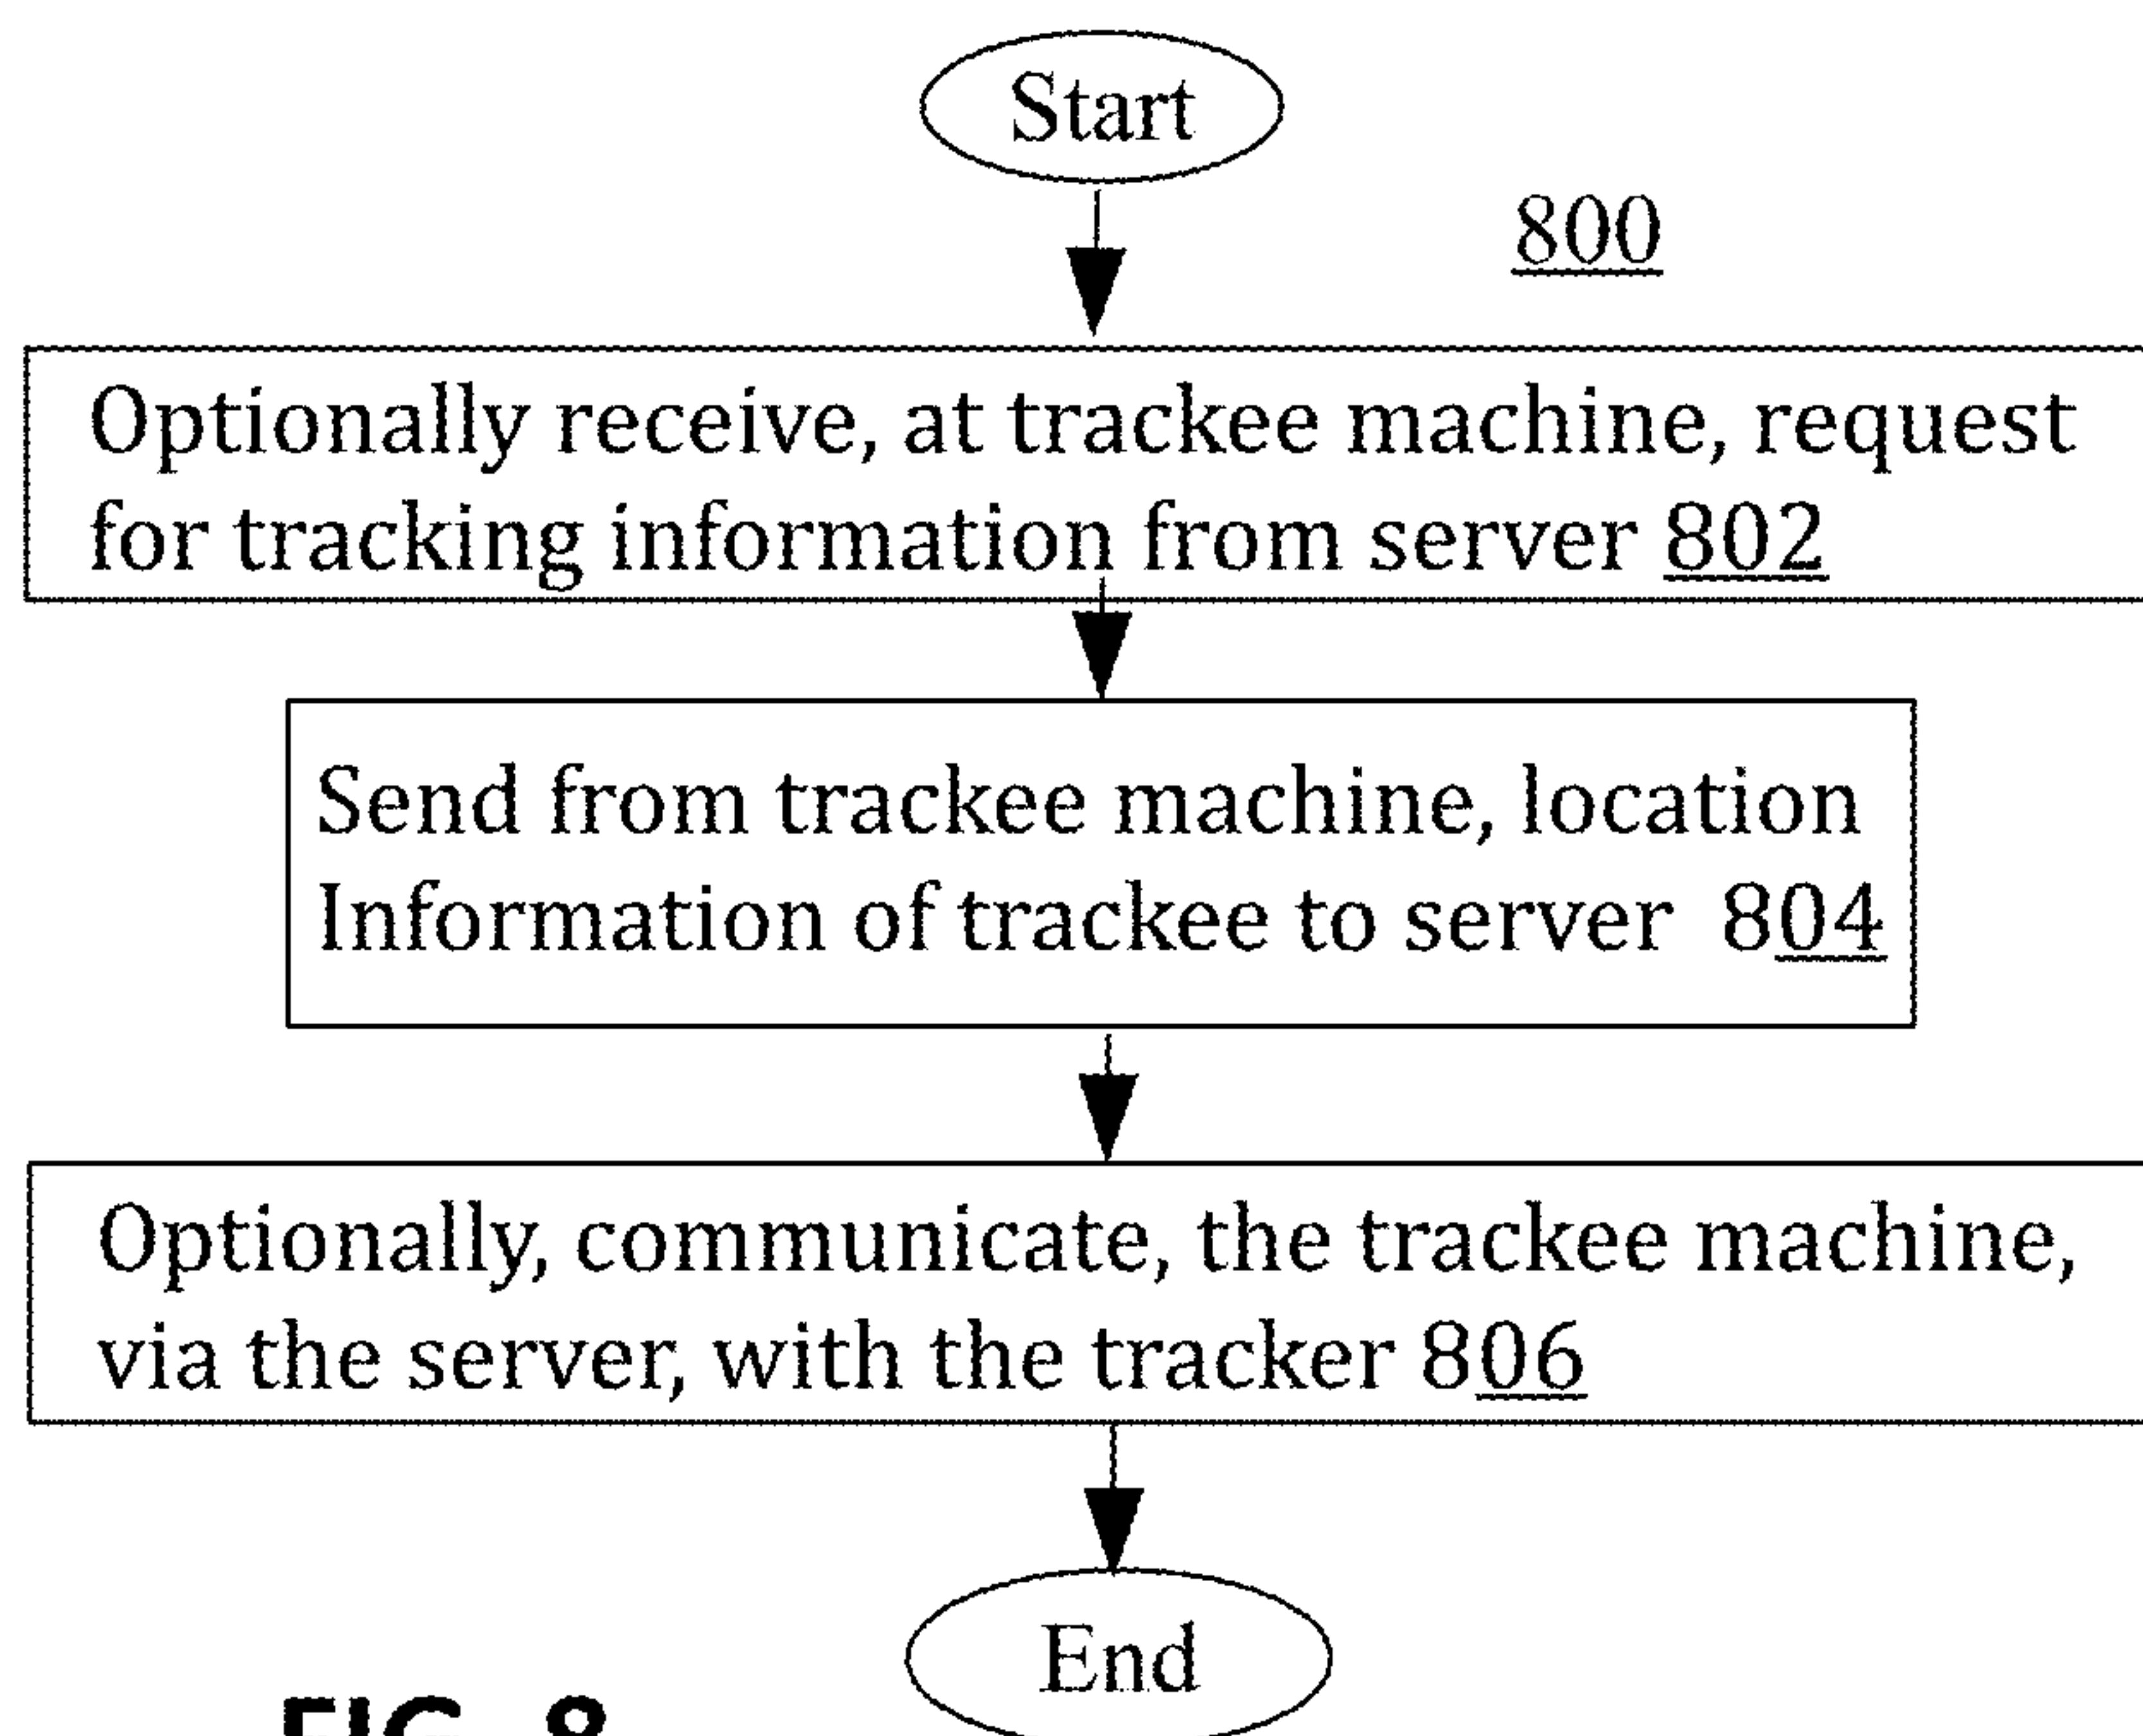 Start
800
Optionally receive, at trackee machine, request
for tracking information from server 802
Send from trackee machine, location
Information of trackee to server 804
Optionally, communicate, the trackee machine,
via the server, with the tracker 806
End
FIG. 8